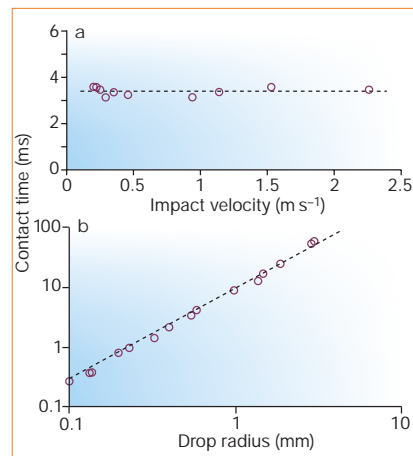 a
6
4
2
0
0 0.5 1 1.5 2 2.5
Impact velocity (m s⁻¹)
Contact time (ms)
b
100
10
1
0.1
0.1 1 10
Drop radius (mm)